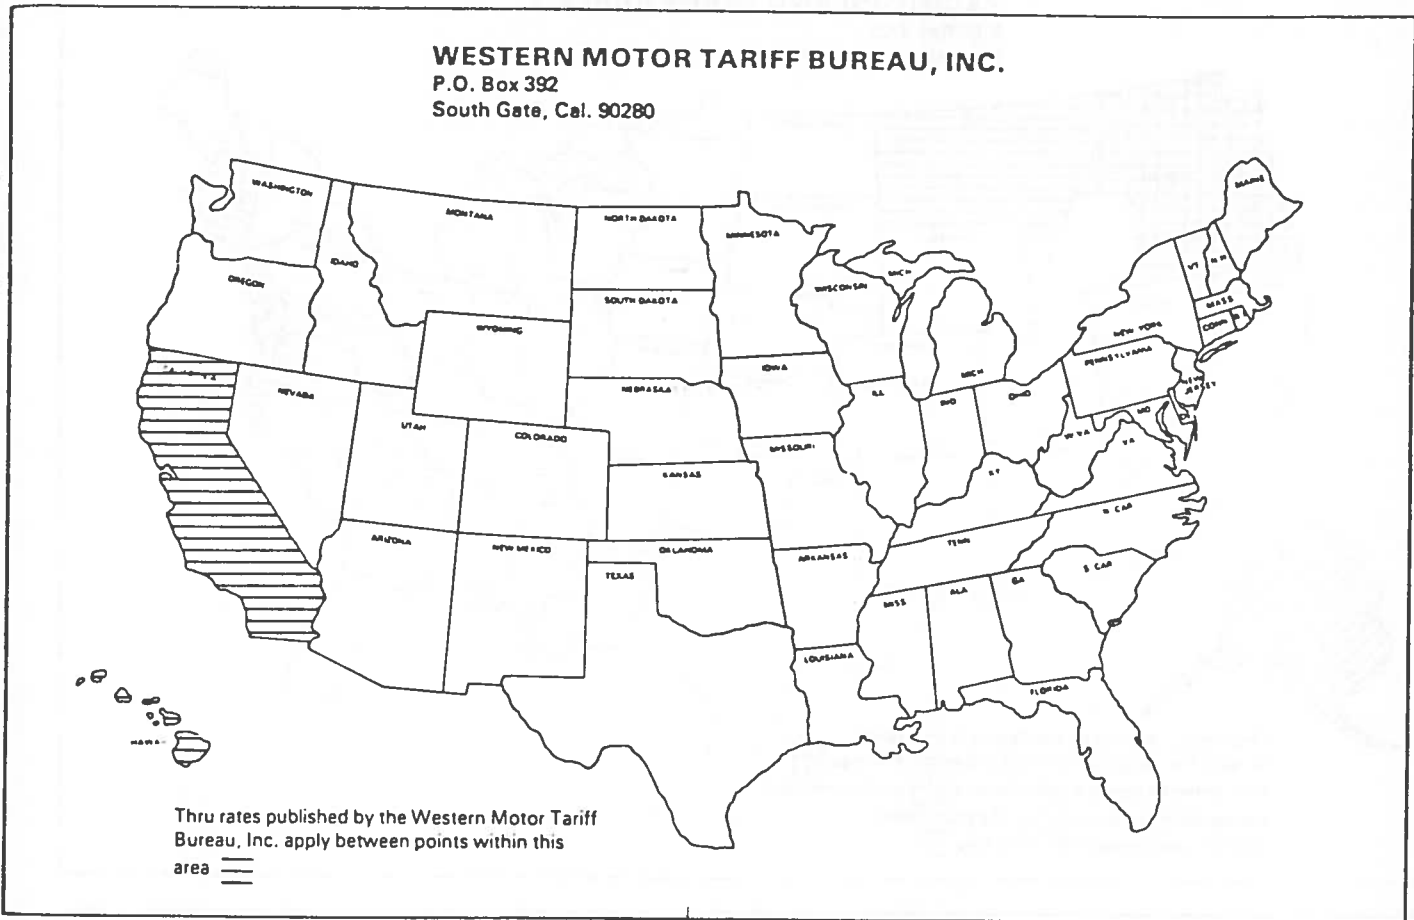 WESTERN MOTOR TARIFF BUREAU, INC.
P.O. Box 392
South Gate, Cal. 90280
WASHINGTON
MONTANA
NORTH DAKOTA
MINNESOTA
MAINE
IDAHO
OREGON
MICH
WISCONSIN
VT
N H
SOUTH DAKOTA
MASS
WYOMING
NEW YORK
CONN
R I
PENNSYLVANIA
IOWA
MICH
NEVADA
NEBRASKA
ILL
IND
OHIO
NEW
JERSEY
MD
DEL
UTAH
COLORADO
MISSOURI
W VA
VA
KANSAS
KY
N CAR
ARIZONA
NEW MEXICO
OKLAHOMA
TENN
ARKANSAS
TEXAS
S CAR
GA
MISS
ALA
LOUISIANA
FLORIDA
Thru rates published by the Western Motor Tariff
Bureau, Inc. apply between points within this
area